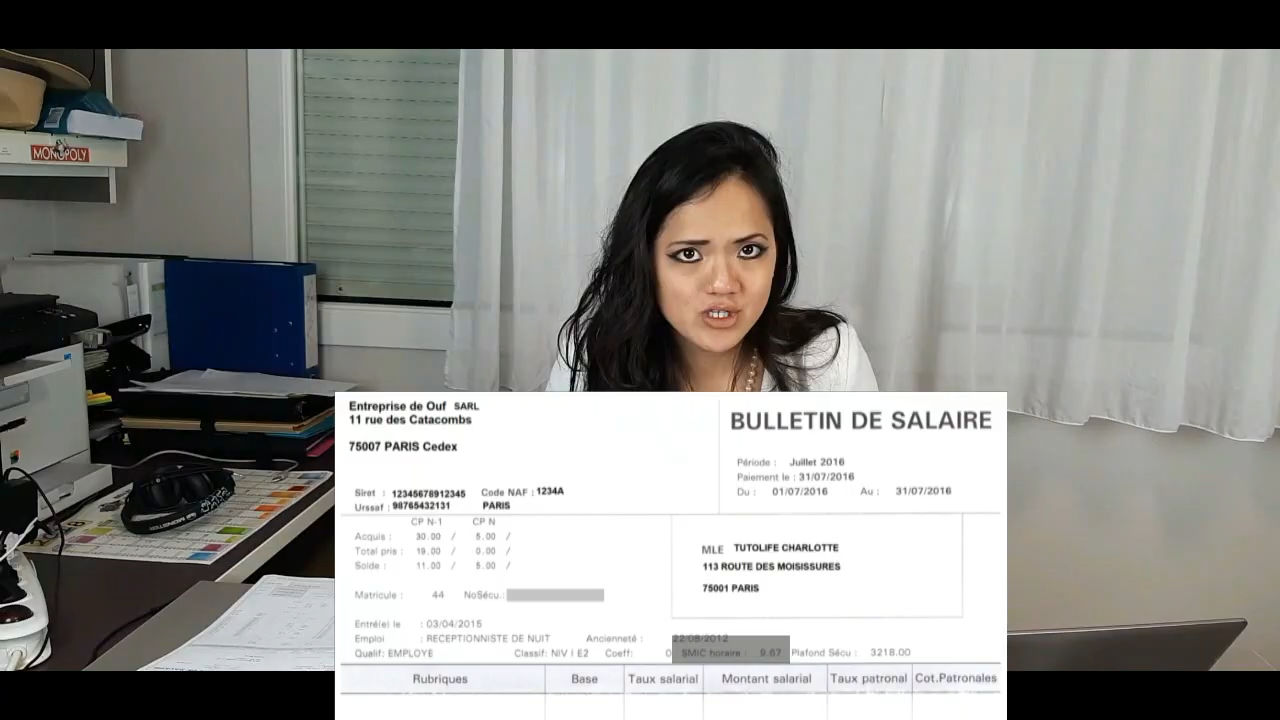 MONOPOLY
Entreprise de Ouf SARL
11 rue des Catacombs
75007 PARIS Cedex
BULLETIN DE SALAIRE
Période : Juillet 2016
Paiement le : 31/07/2016
Du : 01/07/2016 Au : 31/07/2016
Siret : 12345678912345 Code NAF : 1234A
Urssaf : 98765432131 PARIS
CP N-1 CP N
Acquis : 30.00 / 5.00 /
Total pris : 19.00 / 0.00 /
Solde : 11.00 / 5.00 /
MLE TUTOLIFE CHARLOTTE
113 ROUTE DES MOISISSURES
75001 PARIS
Matricule : 44 NoSécu.:
Entré(e) le : 03/04/2015
Emploi : RECEPTIONNISTE DE NUIT Ancienneté : 22/08/2012
Qualif: EMPLOYE Classif: NIV I E2 Coeff: 0 SMIC horaire : 9.67 Plafond Sécu : 3218.00
Rubriques Base Taux salarial Montant salarial Taux patronal Cot.Patronales